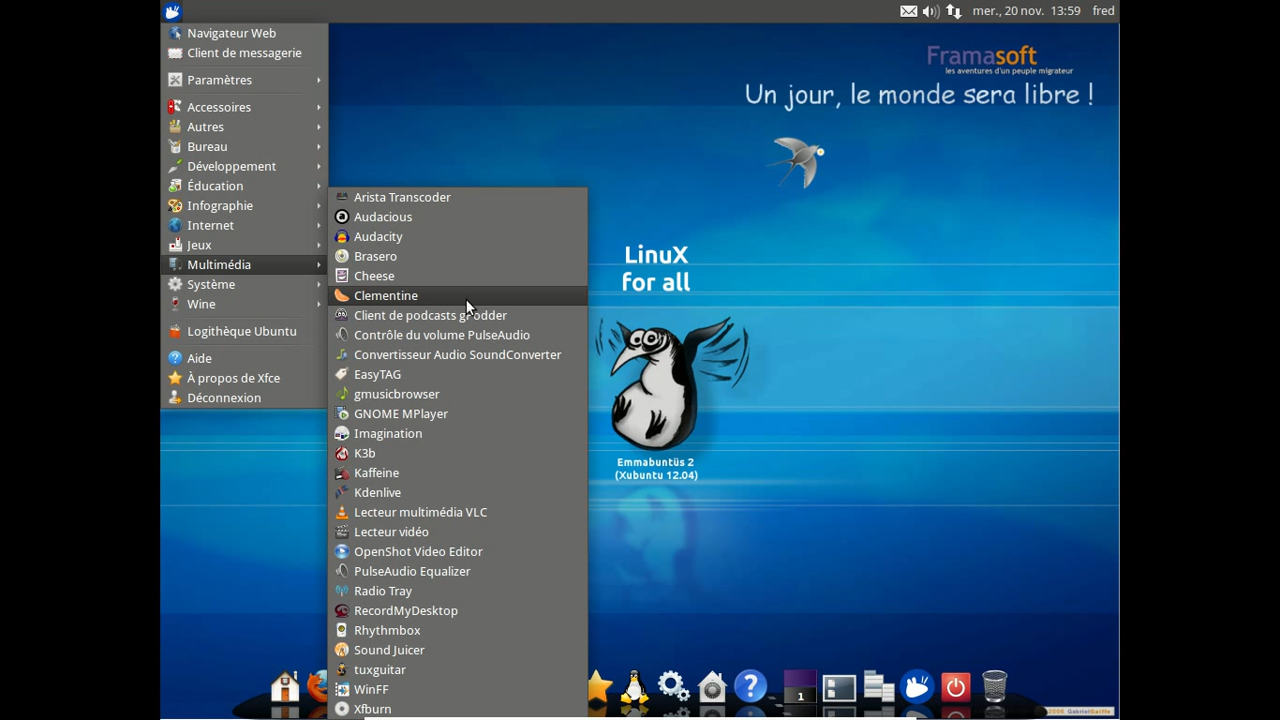 mer., 20 nov. 13:59 fred
Navigateur Web
Client de messagerie
Paramètres
Accessoires
Autres
Bureau
Développement
Éducation
Infographie
Internet
Jeux
Multimédia
Système
Wine
Logithèque Ubuntu
Aide
À propos de Xfce
Déconnexion
Arista Transcoder
Audacious
Audacity
Brasero
Cheese
Clementine
Client de podcasts gPodder
Contrôle du volume PulseAudio
Convertisseur Audio SoundConverter
EasyTAG
gmusicbrowser
GNOME MPlayer
Imagination
K3b
Kaffeine
Kdenlive
Lecteur multimédia VLC
Lecteur vidéo
OpenShot Video Editor
PulseAudio Equalizer
Radio Tray
RecordMyDesktop
Rhythmbox
Sound Juicer
tuxguitar
WinFF
Xfburn
Framasoft
les aventures d'un peuple migrateur
Un jour, le monde sera libre !
LinuX
for all
Emmabuntüs 2
(Xubuntu 12.04)
1